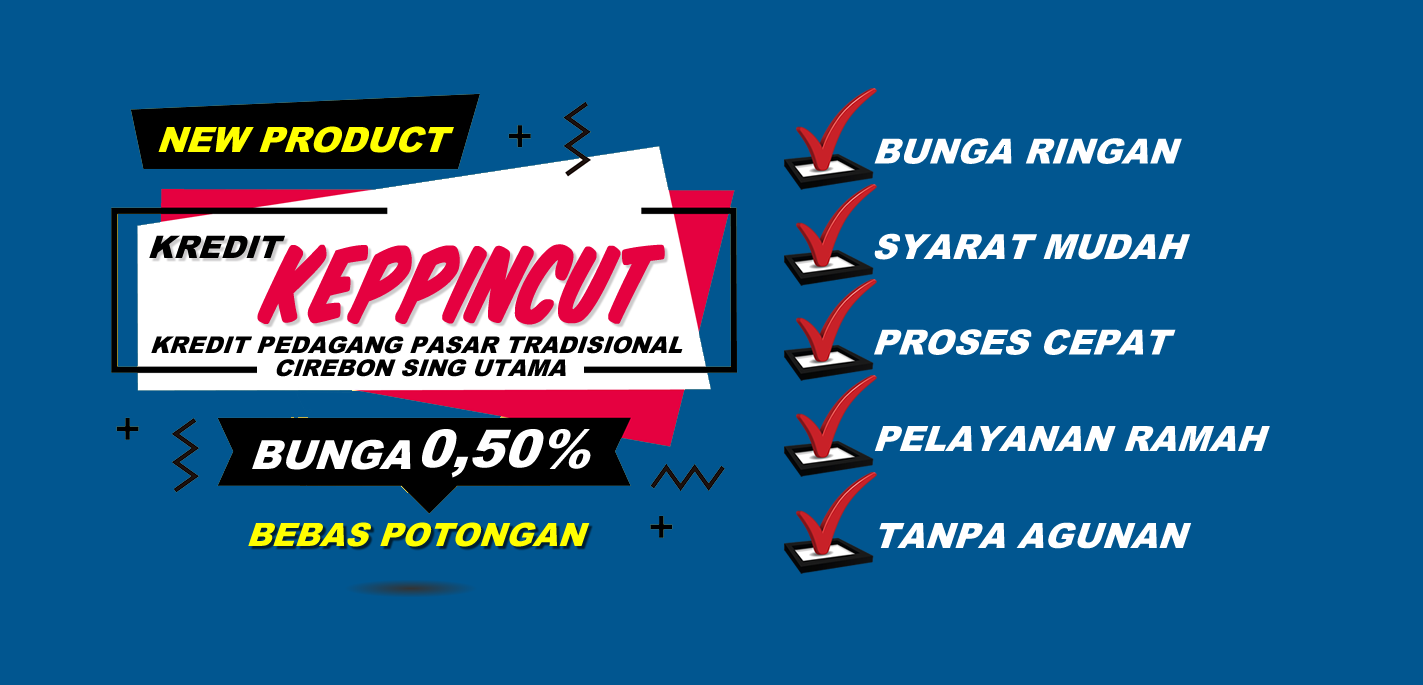 NEW PRODUCT
KREDIT
KEPPINCUT
KREDIT PEDAGANG PASAR TRADISIONAL
CIREBON SING UTAMA
BUNGA 0,50%
BEBAS POTONGAN
BUNGA RINGAN
SYARAT MUDAH
PROSES CEPAT
PELAYANAN RAMAH
TANPA AGUNAN